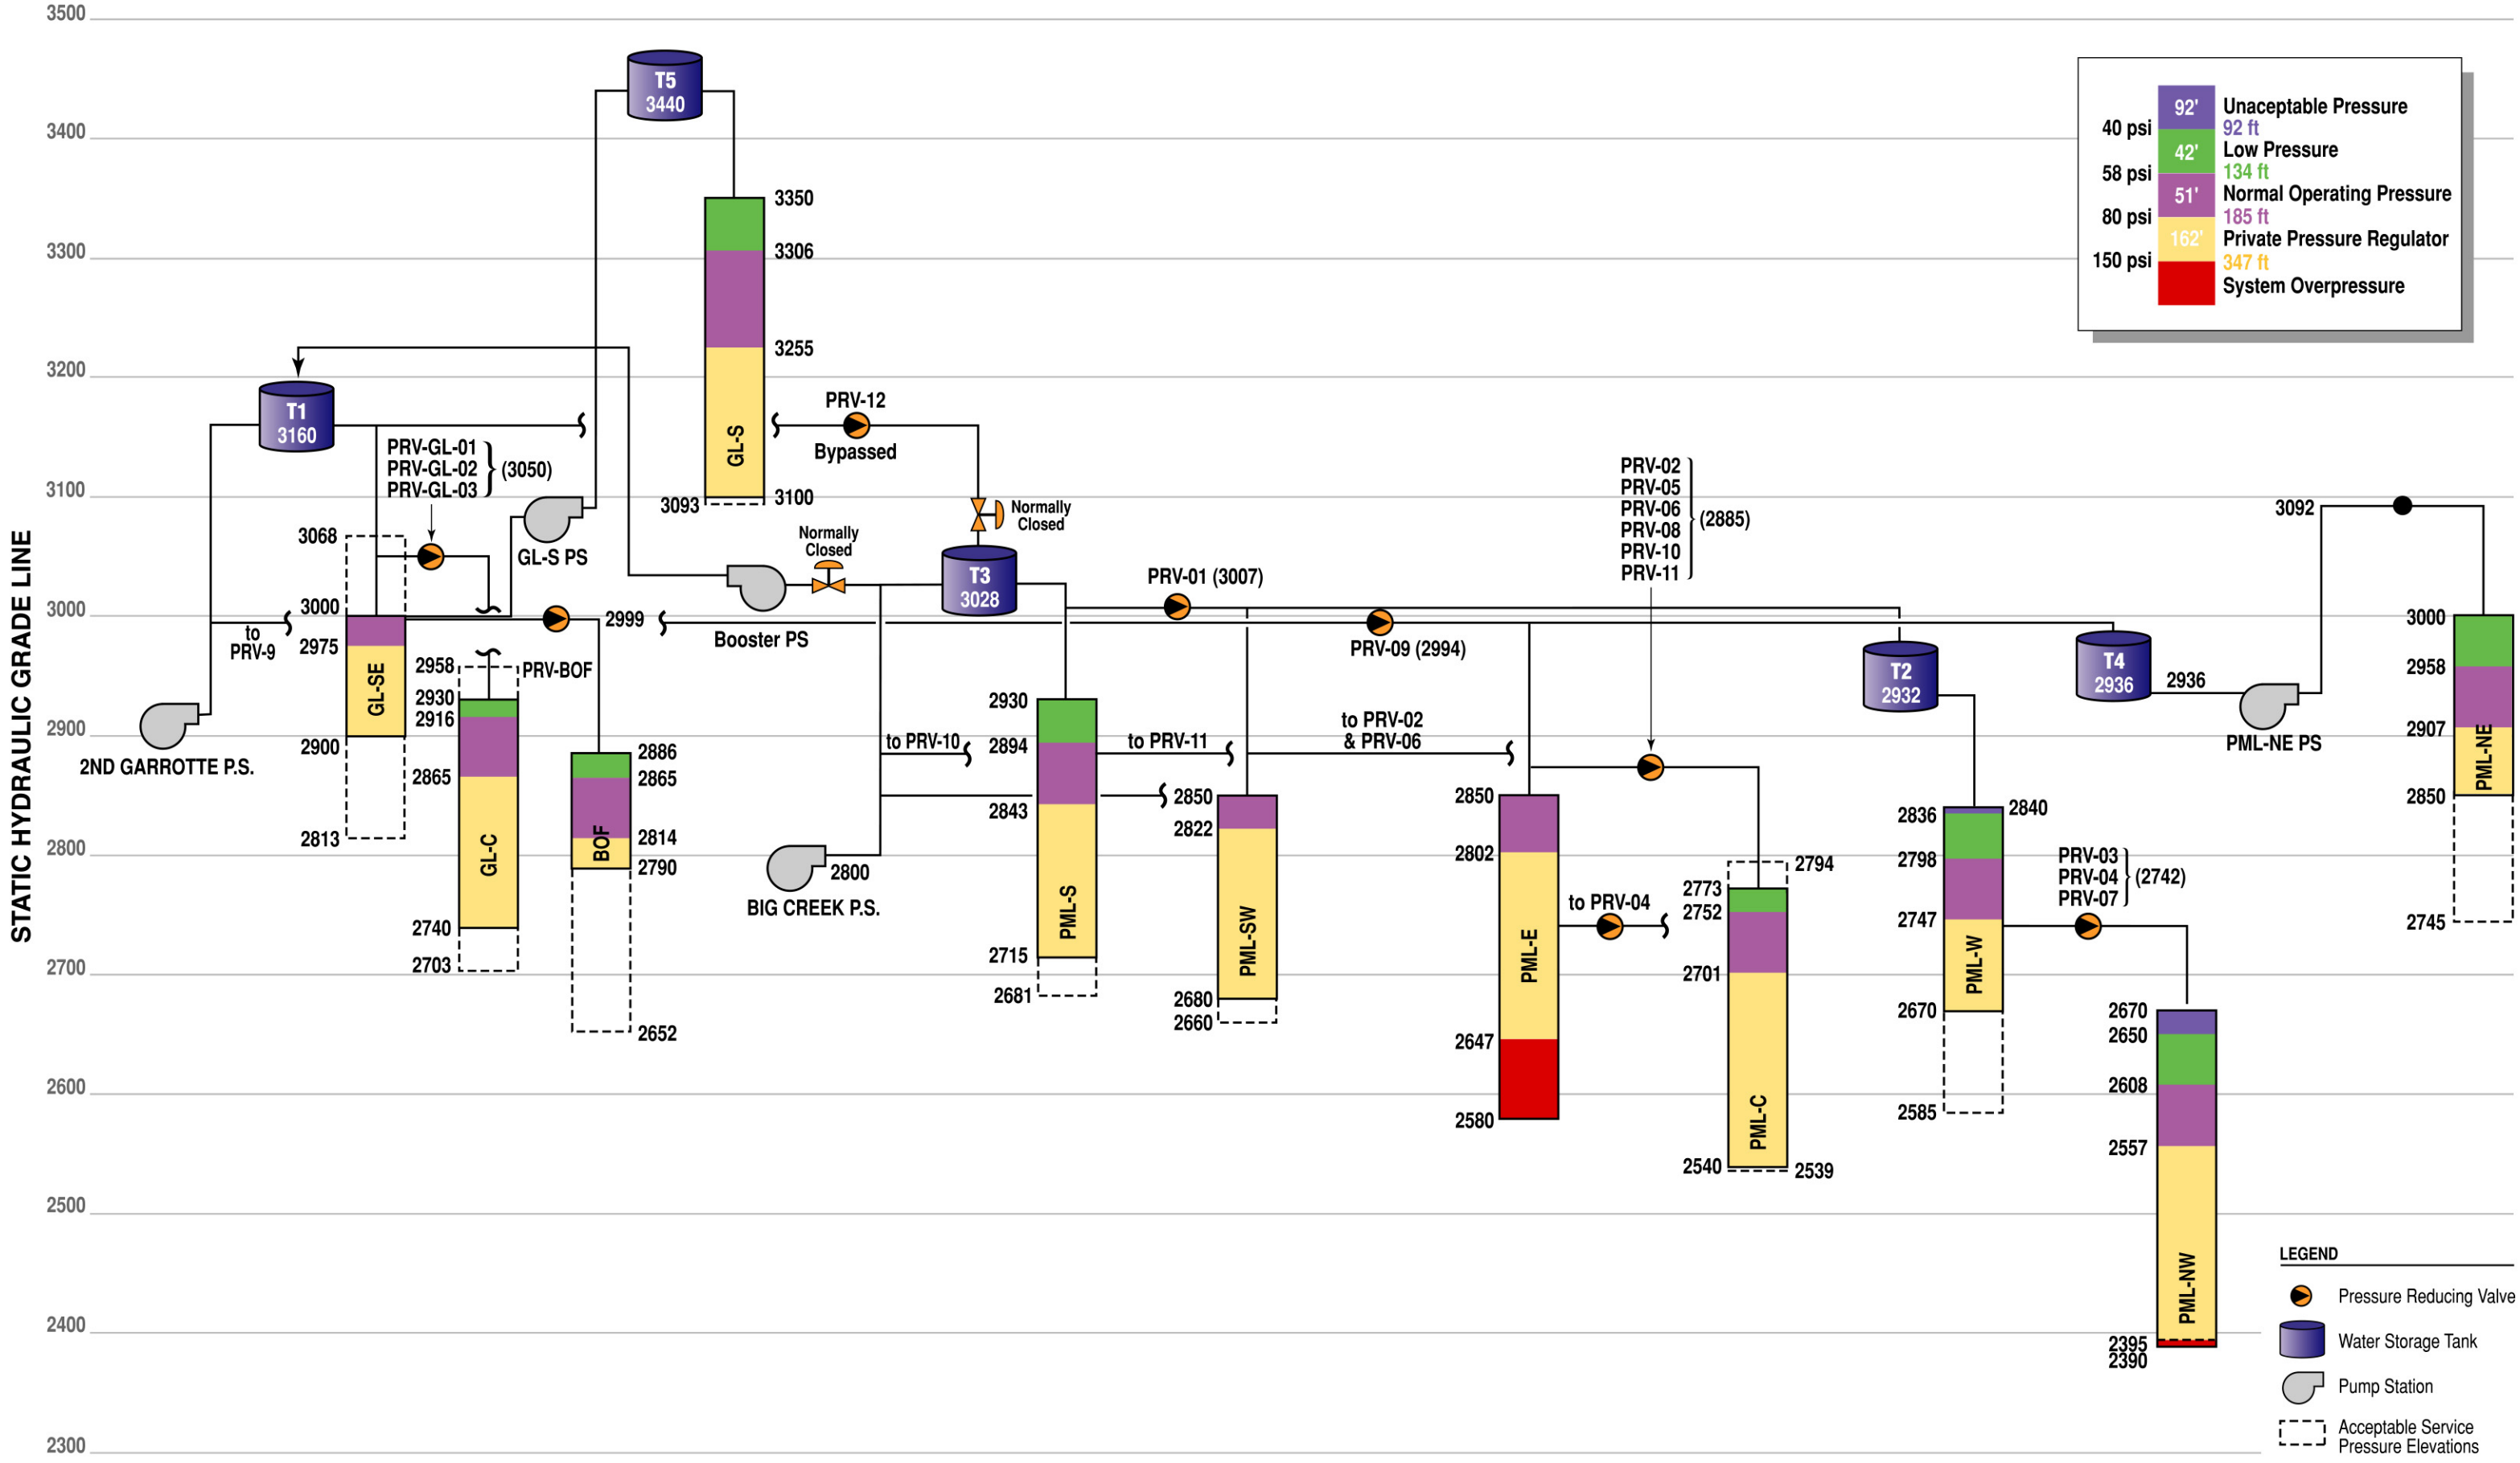 3500
T5
3440
92'
Unaceptable Pressure
40 psi
92 ft
42'
Low Pressure
58 psi
134 ft
51'
Normal Operating Pressure
80 psi
185 ft
162'
Private Pressure Regulator
150 psi
347 ft
System Overpressure
3400
3350
3300
3306
3255
3200
T1
3160
PRV-12
Bypassed
GL-S
PRV-GL-01
PRV-GL-02
PRV-GL-03
(3050)
3100
3093
3100
PRV-02
PRV-05
PRV-06
PRV-08
PRV-10
PRV-11
(2885)
3092
STATIC HYDRAULIC GRADE LINE
3068
GL-S PS
Normally
Closed
Normally
Closed
T3
3028
PRV-01 (3007)
3000
3000
2999
Booster PS
PRV-09 (2994)
3000
to
PRV-9
2975
GL-SE
2958
PRV-BOF
2930
2916
T2
2932
T4
2936
2936
2958
2900
2900
2ND GARROTTE P.S.
2886
2865
2865
2930
to PRV-10
2894
to PRV-11
to PRV-02
& PRV-06
PML-NE PS
2907
PML-NE
2850
2813
GL-C
BOF
2814
2790
2800
2800
BIG CREEK P.S.
2843
2850
2822
2850
2802
2794
2773
2752
to PRV-04
2836
2840
2798
2747
PRV-03
PRV-04
PRV-07
(2742)
2745
2740
2703
2700
2715
PML-S
2681
PML-SW
2680
2660
PML-E
2701
PML-W
2670
2670
2650
2652
2647
2600
2608
2580
2585
PML-C
2557
2540
2539
2500
LEGEND
Pressure Reducing Valve
PML-NW
2400
2395
2390
Water Storage Tank
Pump Station
Acceptable Service
Pressure Elevations
2300